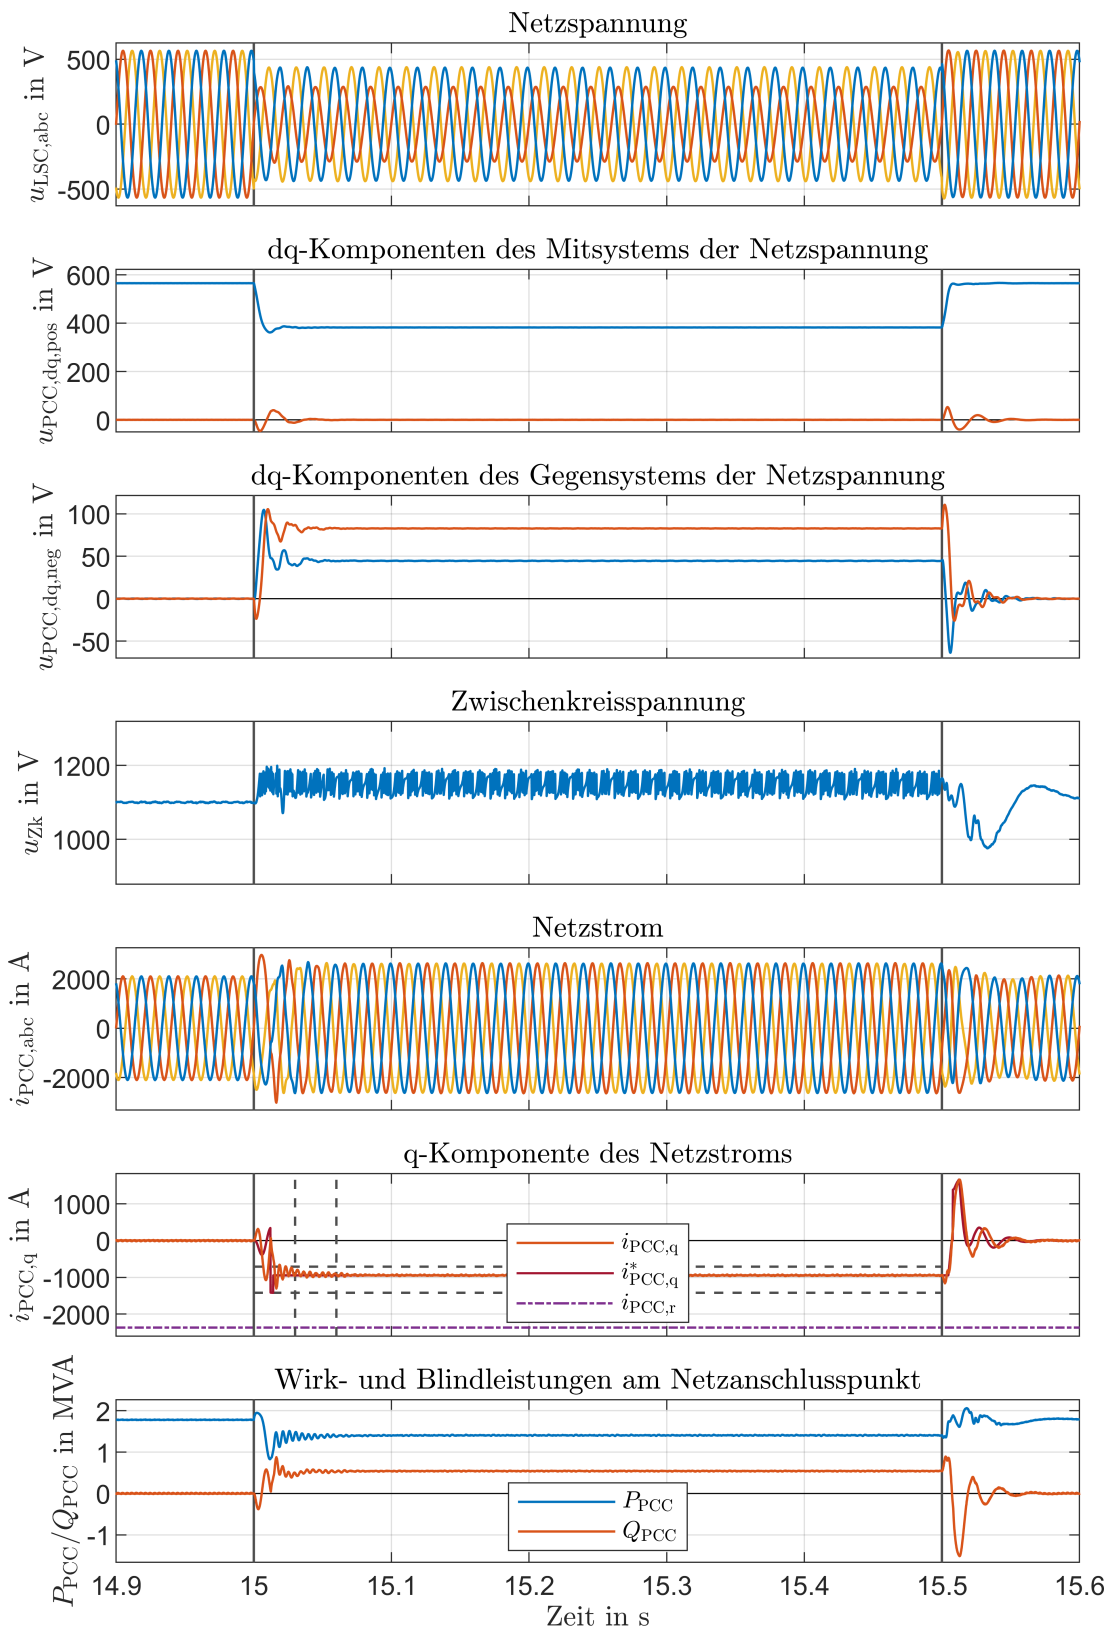 Netzspannung
u_LSC,abc in V
500
0
-500
dq-Komponenten des Mitsystems der Netzspannung
u_PCC,dq,pos in V
600
400
200
0
dq-Komponenten des Gegensystems der Netzspannung
u_PCC,dq,neg in V
100
50
0
-50
Zwischenkreisspannung
u_Zk in V
1200
1000
Netzstrom
i_PCC,abc in A
2000
0
-2000
q-Komponente des Netzstroms
i_PCC,q in A
1000
0
-1000
-2000
i_PCC,q
i*_PCC,q
i_PCC,r
Wirk- und Blindleistungen am Netzanschlusspunkt
P_PCC/Q_PCC in MVA
2
1
0
-1
P_PCC
Q_PCC
14.9 15 15.1 15.2 15.3 15.4 15.5 15.6
Zeit in s